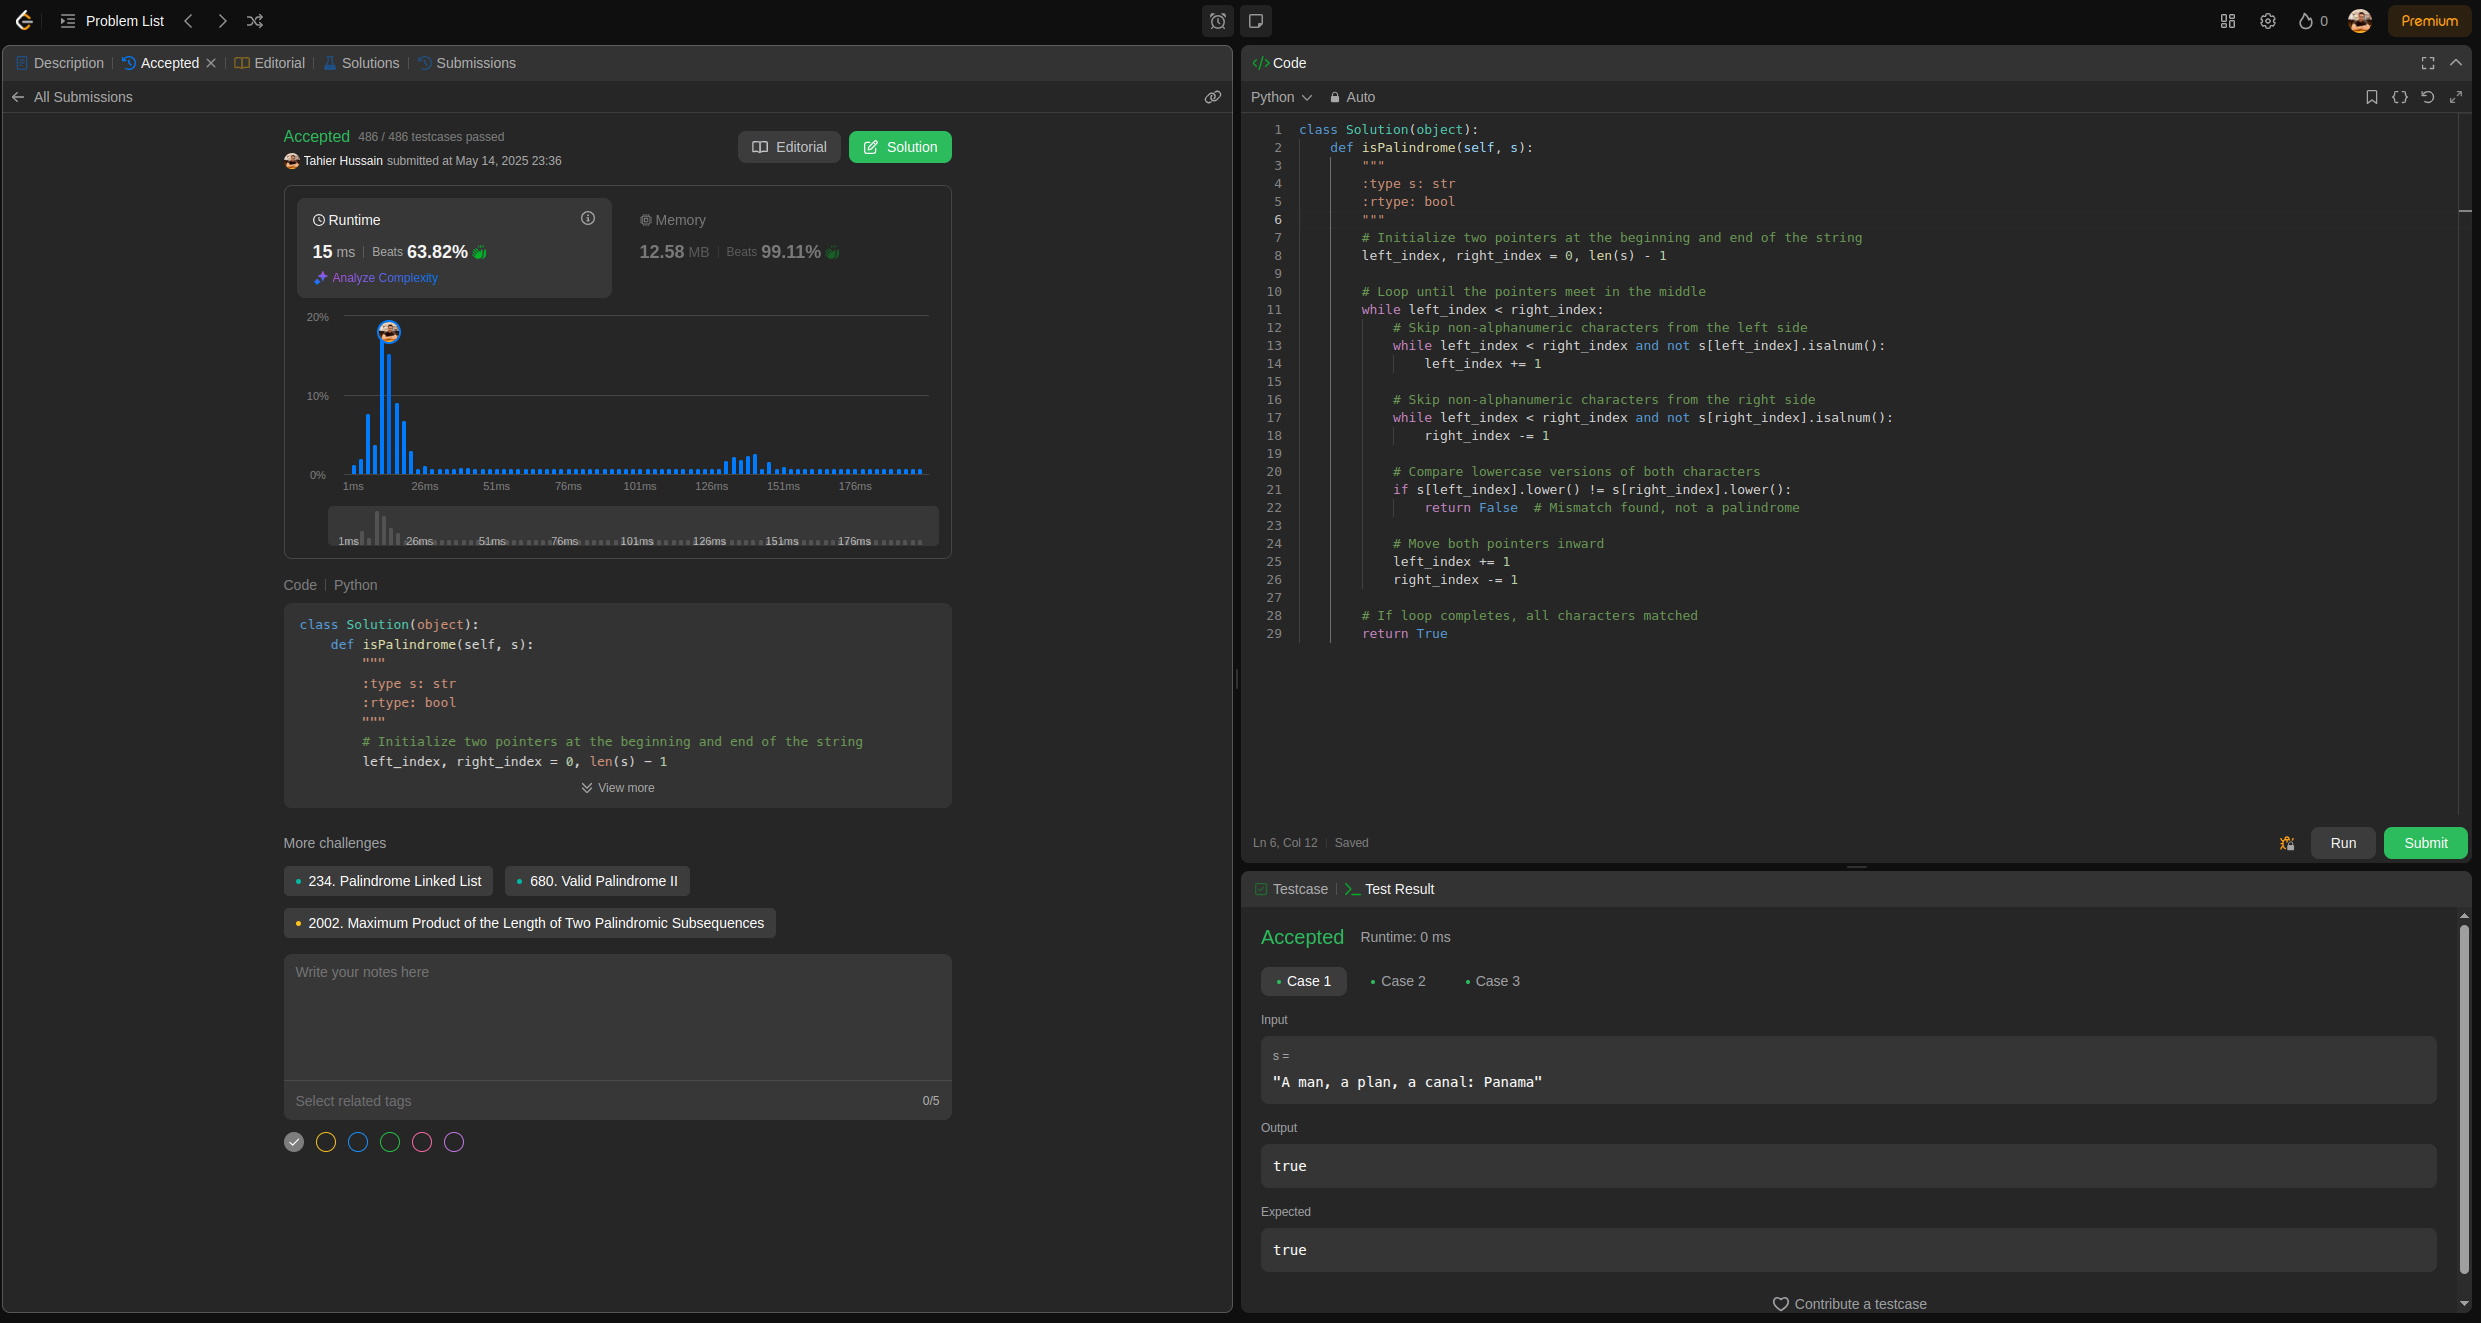 Problem List
0
Premium
Description | Accepted | Editorial | Solutions | Submissions
All Submissions
Accepted 486 / 486 testcases passed
Tahier Hussain submitted at May 14, 2025 23:36
Editorial
Solution
Runtime
15 ms | Beats 63.82%
Analyze Complexity
Memory
12.58 MB | Beats 99.11%
20%
10%
0%
1ms 26ms 51ms 76ms 101ms 126ms 151ms 176ms
1ms 26ms 51ms 76ms 101ms 126ms 151ms 176ms
Code | Python
class Solution(object):
    def isPalindrome(self, s):
        """
        :type s: str
        :rtype: bool
        """
        # Initialize two pointers at the beginning and end of the string
        left_index, right_index = 0, len(s) - 1
View more
More challenges
234. Palindrome Linked List
680. Valid Palindrome II
2002. Maximum Product of the Length of Two Palindromic Subsequences
Write your notes here
Select related tags 0/5
</> Code
Python Auto
1 class Solution(object):
2     def isPalindrome(self, s):
3         """
4         :type s: str
5         :rtype: bool
6         """
7         # Initialize two pointers at the beginning and end of the string
8         left_index, right_index = 0, len(s) - 1
9
10         # Loop until the pointers meet in the middle
11         while left_index < right_index:
12             # Skip non-alphanumeric characters from the left side
13             while left_index < right_index and not s[left_index].isalnum():
14                 left_index += 1
15
16             # Skip non-alphanumeric characters from the right side
17             while left_index < right_index and not s[right_index].isalnum():
18                 right_index -= 1
19
20             # Compare lowercase versions of both characters
21             if s[left_index].lower() != s[right_index].lower():
22                 return False  # Mismatch found, not a palindrome
23
24             # Move both pointers inward
25             left_index += 1
26             right_index -= 1
27
28         # If loop completes, all characters matched
29         return True
Ln 6, Col 12 | Saved
Run
Submit
Testcase | Test Result
Accepted Runtime: 0 ms
Case 1 Case 2 Case 3
Input
s =
"A man, a plan, a canal: Panama"
Output
true
Expected
true
Contribute a testcase